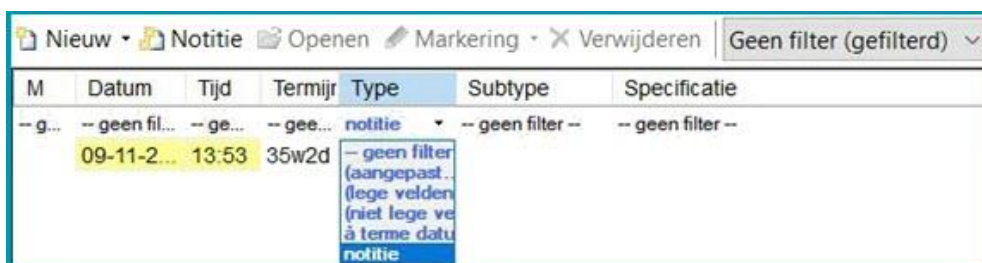 Nieuw Notitie Openen Markering Verwijderen Geen filter (gefilterd)
M Datum Tijd Termijr Type Subtype Specificatie
-- g... -- geen fil... -- ge... -- gee... notitie -- geen filter -- -- geen filter --
09-11-2... 13:53 35w2d
-- geen filter
(aangepast..
(lege velden
(niet lege ve
à terme datu
notitie